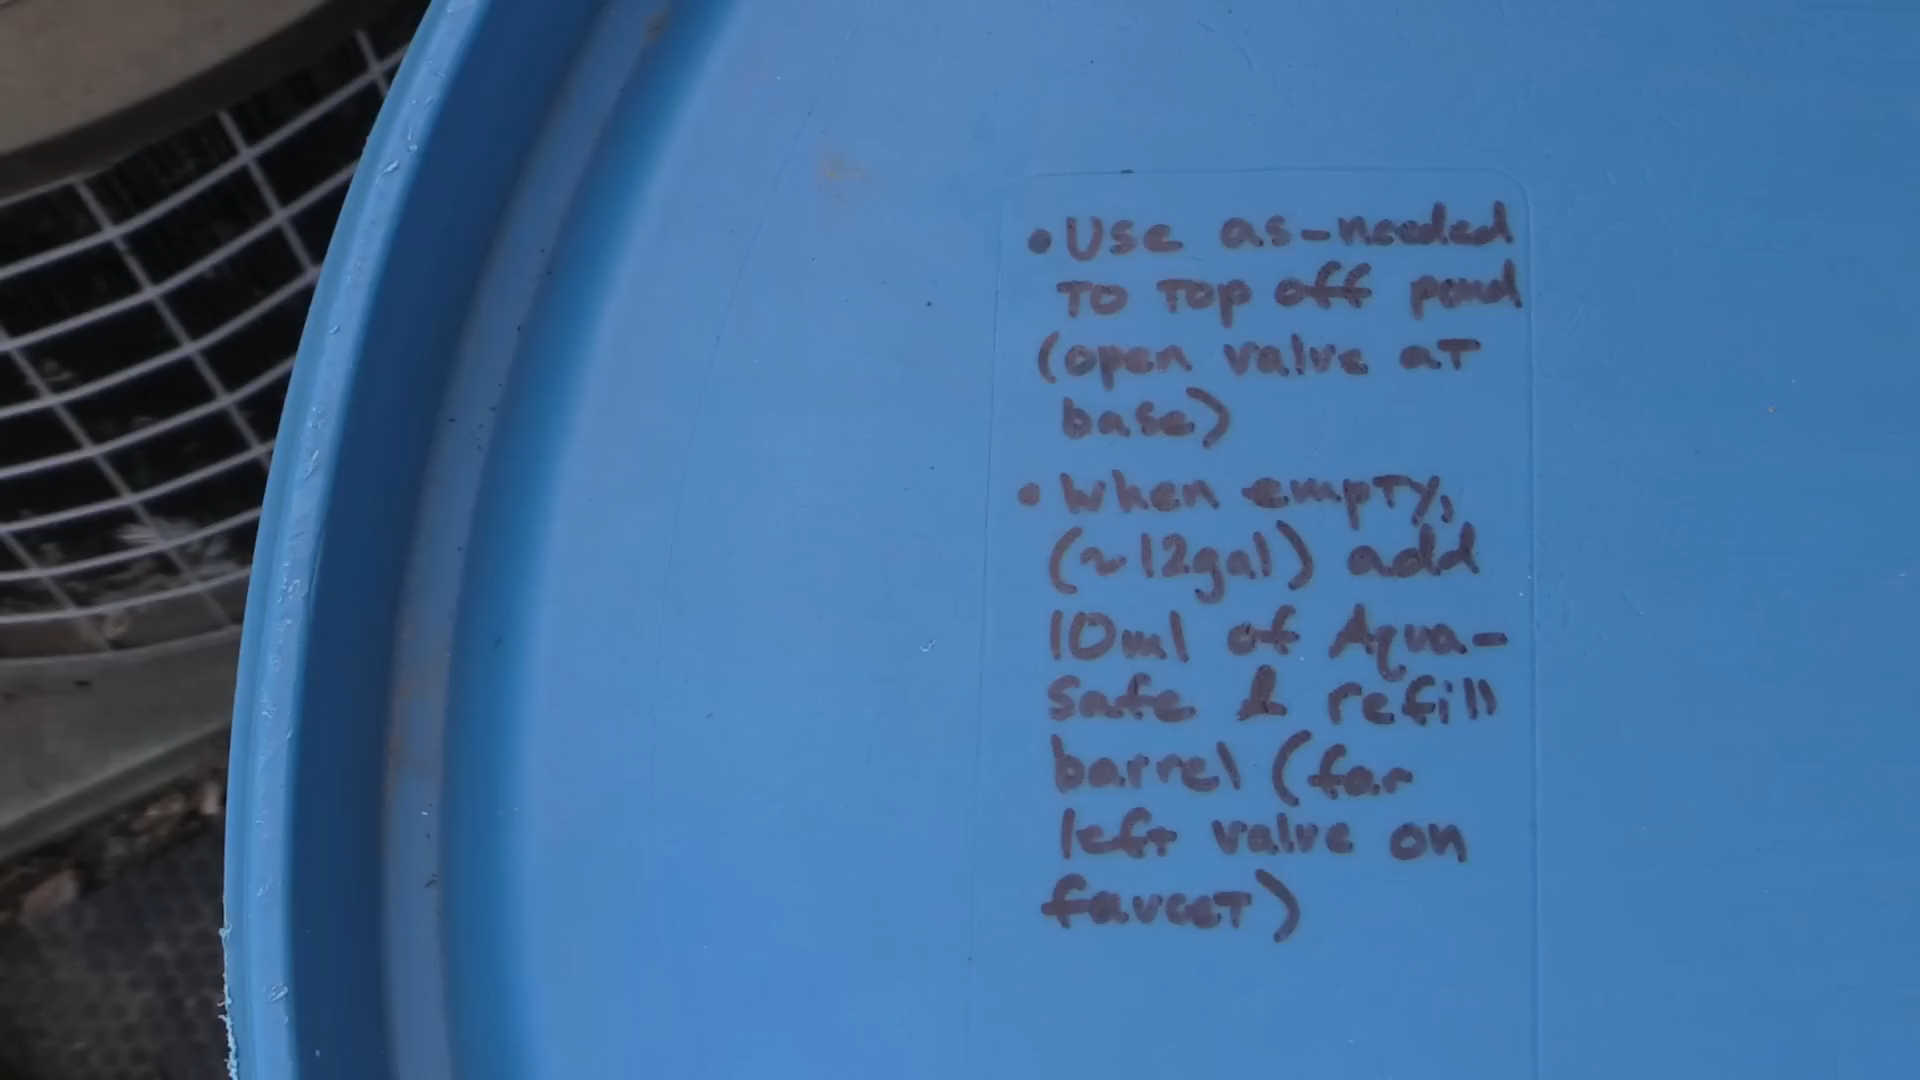 • Use as-needed
To Top off pond
(open valve at
base)
• When empty,
(~12gal) add
10ml of Aqua-
Safe & refill
barrel (far
left valve on
faucet)